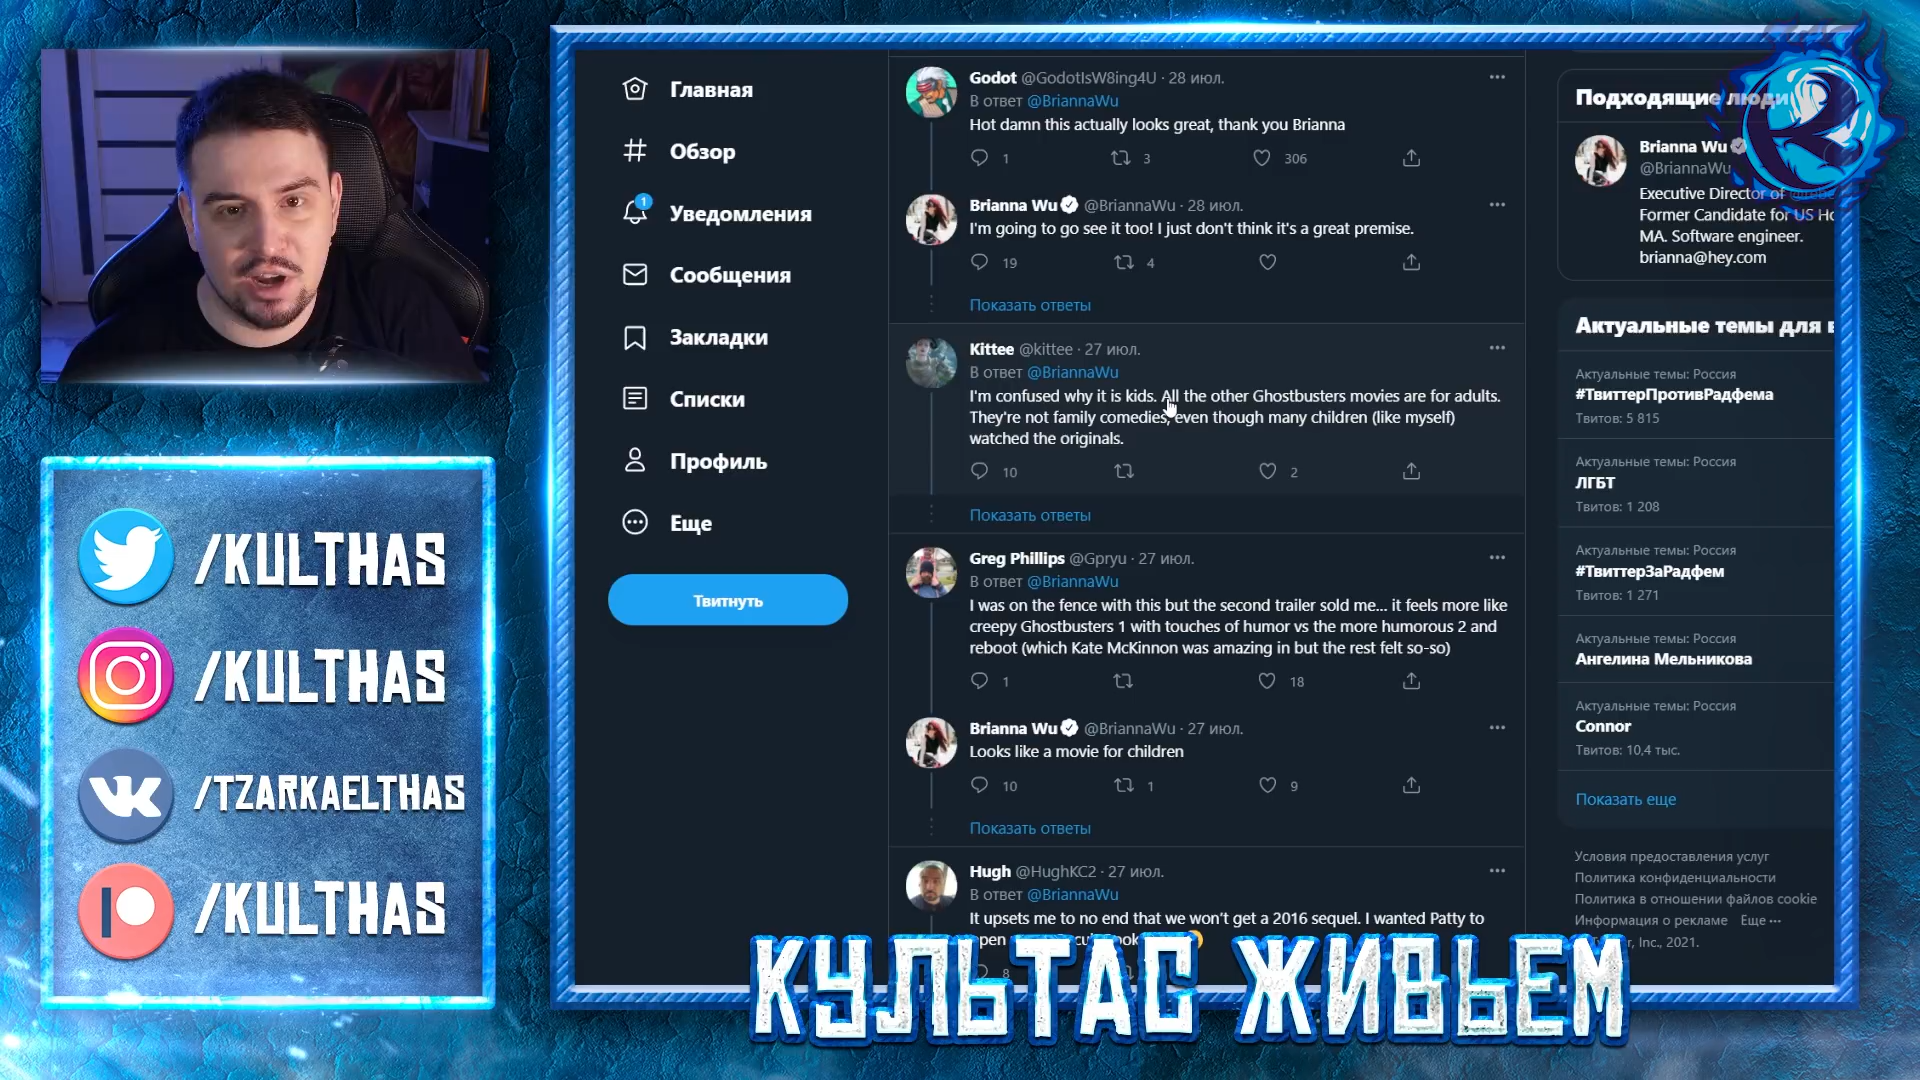 /KULTHAS
/KULTHAS
/TZARKAELTHAS
/KULTHAS
Главная
Обзор
1
Уведомления
Сообщения
Закладки
Списки
Профиль
Еще
Твитнуть
Godot @GodotIsW8ing4U · 28 июл.
В ответ @BriannaWu
Hot damn this actually looks great, thank you Brianna
1 3 306
Brianna Wu @BriannaWu · 28 июл.
I'm going to go see it too! I just don't think it's a great premise.
19 4
Показать ответы
Kittee @kittee · 27 июл.
В ответ @BriannaWu
I'm confused why it is kids. All the other Ghostbusters movies are for adults.
They're not family comedies, even though many children (like myself)
watched the originals.
10 2
Показать ответы
Greg Phillips @Gpryu · 27 июл.
В ответ @BriannaWu
I was on the fence with this but the second trailer sold me... it feels more like
creepy Ghostbusters 1 with touches of humor vs the more humorous 2 and
reboot (which Kate McKinnon was amazing in but the rest felt so-so)
1 18
Brianna Wu @BriannaWu · 27 июл.
Looks like a movie for children
10 1 9
Показать ответы
Hugh @HughKC2 · 27 июл.
В ответ @BriannaWu
It upsets me to no end that we won't get a 2016 sequel. I wanted Patty to
8
Подходящие люди
Brianna Wu
@BriannaWu
Executive Director of
Former Candidate for US Ho
MA. Software engineer.
brianna@hey.com
Актуальные темы для в
Актуальные темы: Россия
#ТвиттерПротивРадфема
Твитов: 5 815
Актуальные темы: Россия
ЛГБТ
Твитов: 1 208
Актуальные темы: Россия
#ТвиттерЗаРадфем
Твитов: 1 271
Актуальные темы: Россия
Ангелина Мельникова
Актуальные темы: Россия
Connor
Твитов: 10,4 тыс.
Показать еще
Условия предоставления услуг
Политика конфиденциальности
Политика в отношении файлов cookie
Информация о рекламе Еще ···
Inc., 2021.
КУЛЬТАС ЖИВЬЕМ